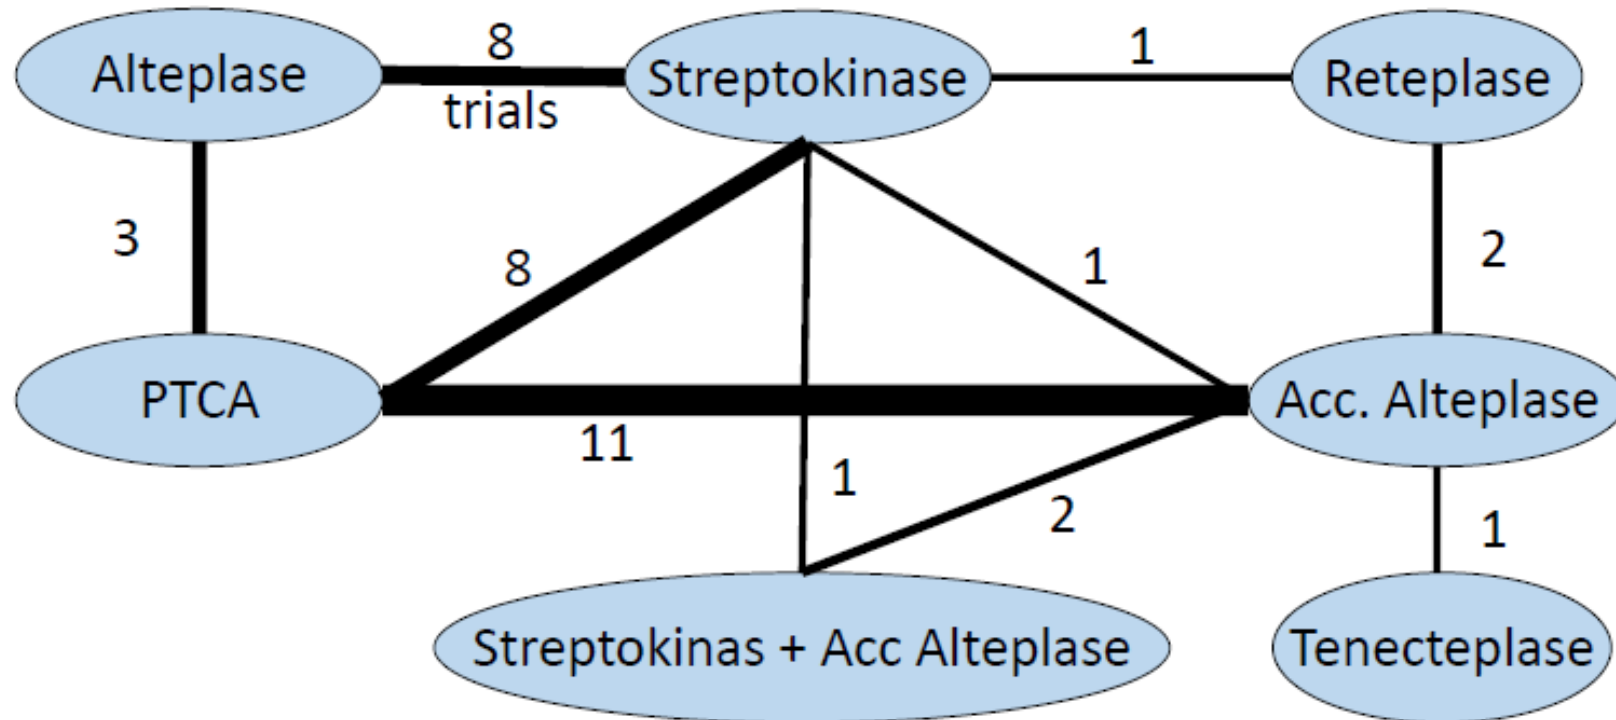 8
Alteplase
Streptokinase
1
Reteplase
trials
3
8
1
2
PTCA
Acc. Alteplase
11
1
2
1
Streptokinas + Acc Alteplase
Tenecteplase